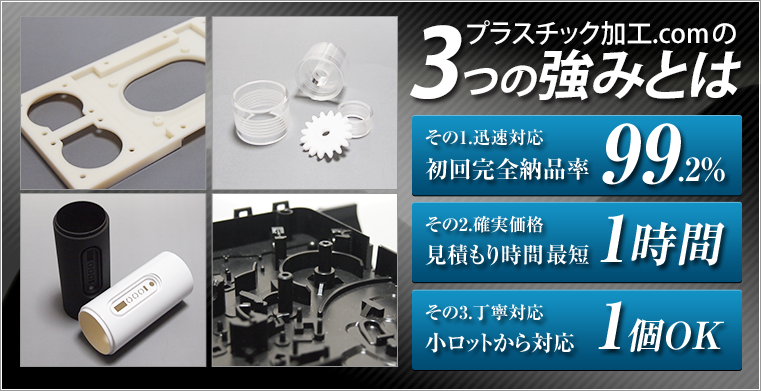 プラスチック加工.comの
3つの強みとは
その1.迅速対応
初回完全納品率 99.2%
その2.確実価格
見積もり時間 最短 1時間
その3.丁寧対応
小ロットから対応 1個OK